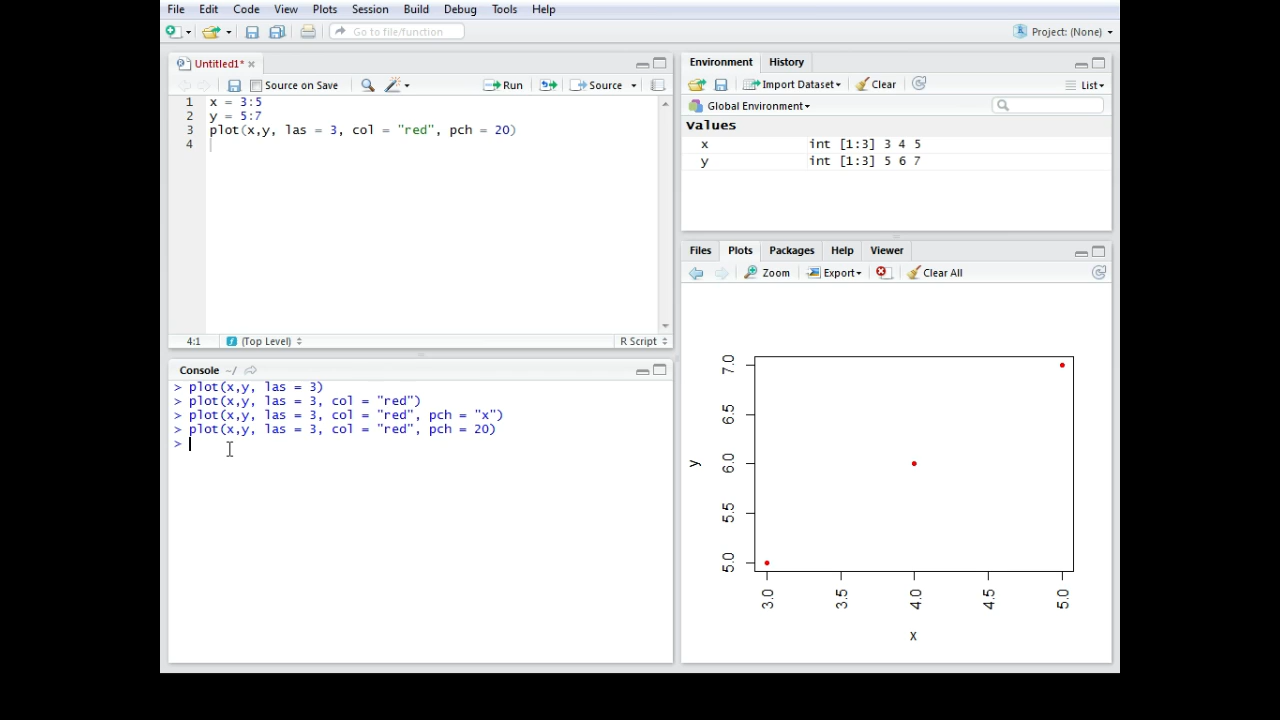 File Edit Code View Plots Session Build Debug Tools Help
Go to file/function
Project: (None)
Untitled1*
Source on Save
Run
Source
1 x = 3:5
2 y = 5:7
3 plot(x,y, las = 3, col = "red", pch = 20)
4
4:1
(Top Level)
R Script
Console ~/
> plot(x,y, las = 3)
> plot(x,y, las = 3, col = "red")
> plot(x,y, las = 3, col = "red", pch = "x")
> plot(x,y, las = 3, col = "red", pch = 20)
>
Environment History
Import Dataset
Clear
List
Global Environment
Values
x int [1:3] 3 4 5
y int [1:3] 5 6 7
Files Plots Packages Help Viewer
Zoom Export Clear All
7.0
6.5
6.0
5.5
5.0
y
3.0 3.5 4.0 4.5 5.0
x